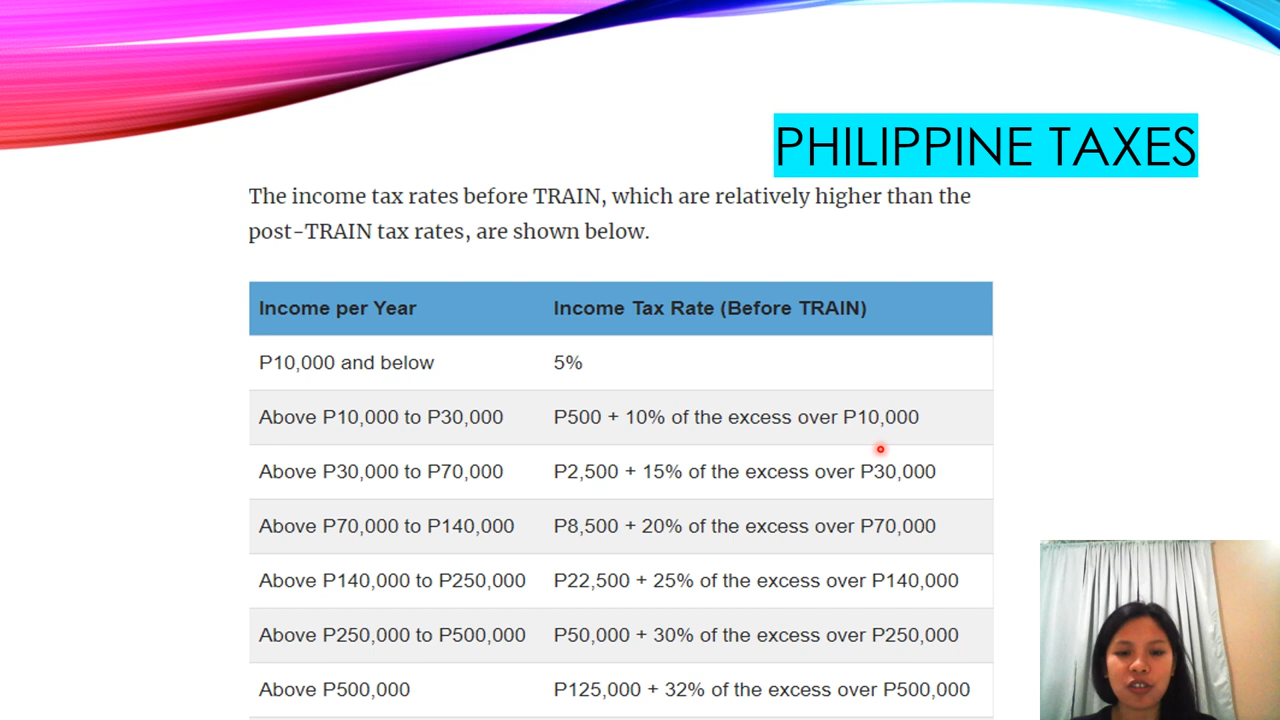 PHILIPPINE TAXES
The income tax rates before TRAIN, which are relatively higher than the
post-TRAIN tax rates, are shown below.
Income per Year Income Tax Rate (Before TRAIN)
P10,000 and below 5%
Above P10,000 to P30,000 P500 + 10% of the excess over P10,000
Above P30,000 to P70,000 P2,500 + 15% of the excess over P30,000
Above P70,000 to P140,000 P8,500 + 20% of the excess over P70,000
Above P140,000 to P250,000 P22,500 + 25% of the excess over P140,000
Above P250,000 to P500,000 P50,000 + 30% of the excess over P250,000
Above P500,000 P125,000 + 32% of the excess over P500,000